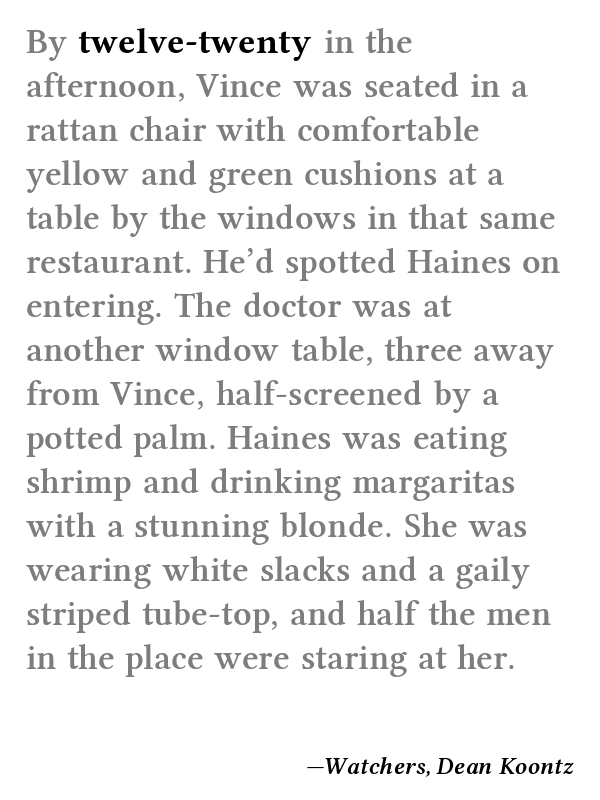 By twelve-twenty in the
afternoon, Vince was seated in a
rattan chair with comfortable
yellow and green cushions at a
table by the windows in that same
restaurant. He’d spotted Haines on
entering. The doctor was at
another window table, three away
from Vince, half-screened by a
potted palm. Haines was eating
shrimp and drinking margaritas
with a stunning blonde. She was
wearing white slacks and a gaily
striped tube-top, and half the men
in the place were staring at her.
—Watchers, Dean Koontz